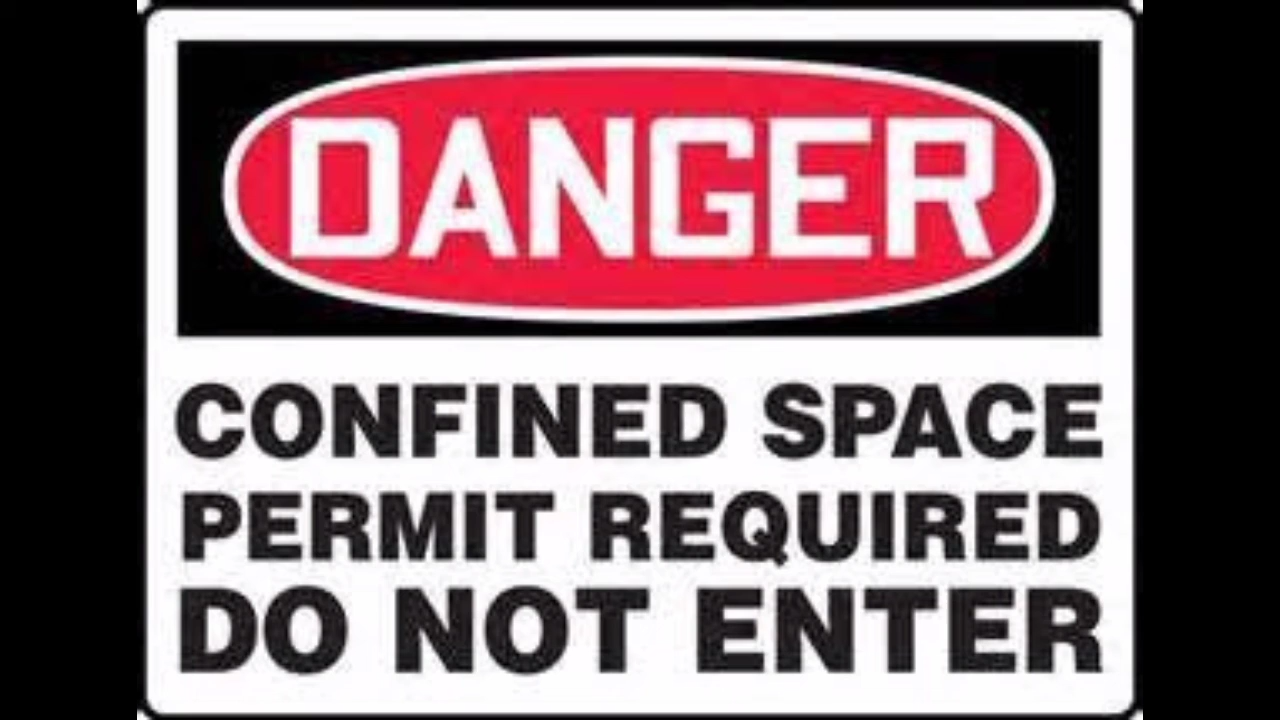 DANGER
CONFINED SPACE
PERMIT REQUIRED
DO NOT ENTER